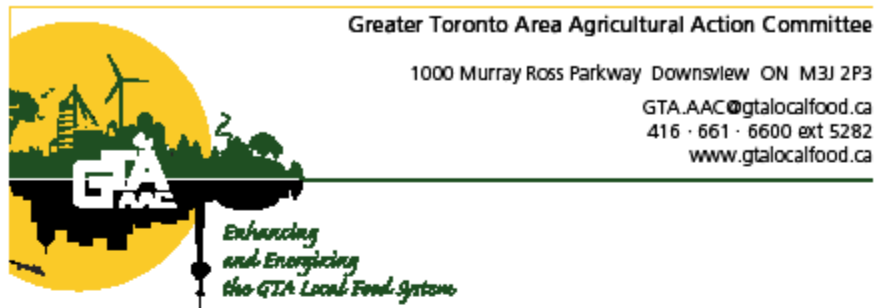 Greater Toronto Area Agricultural Action Committee
1000 Murray Ross Parkway Downsview ON M3J 2P3
GTA.AAC@gtalocalfood.ca
416 · 661 · 6600 ext 5282
www.gtalocalfood.ca
GTA
AAC
Enhancing
and Energizing
the GTA Local Food System